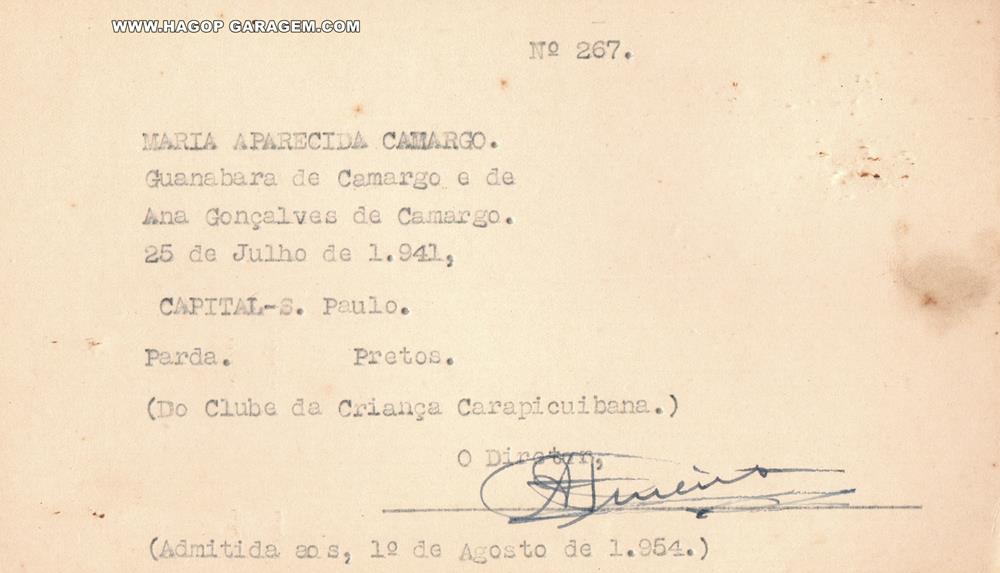 WWW.HAGOP GARAGEM.COM
Nº 267.
MARIA APARECIDA CAMARGO.
Guanabara de Camargo e de
Ana Gonçalves de Camargo.
25 de Julho de 1.941,
CAPITAL-S. Paulo.
Parda. Pretos.
(Do Clube da Criança Carapicuibana.)
O Diretor,
(Admitida aos, 1º de Agosto de 1.954.)